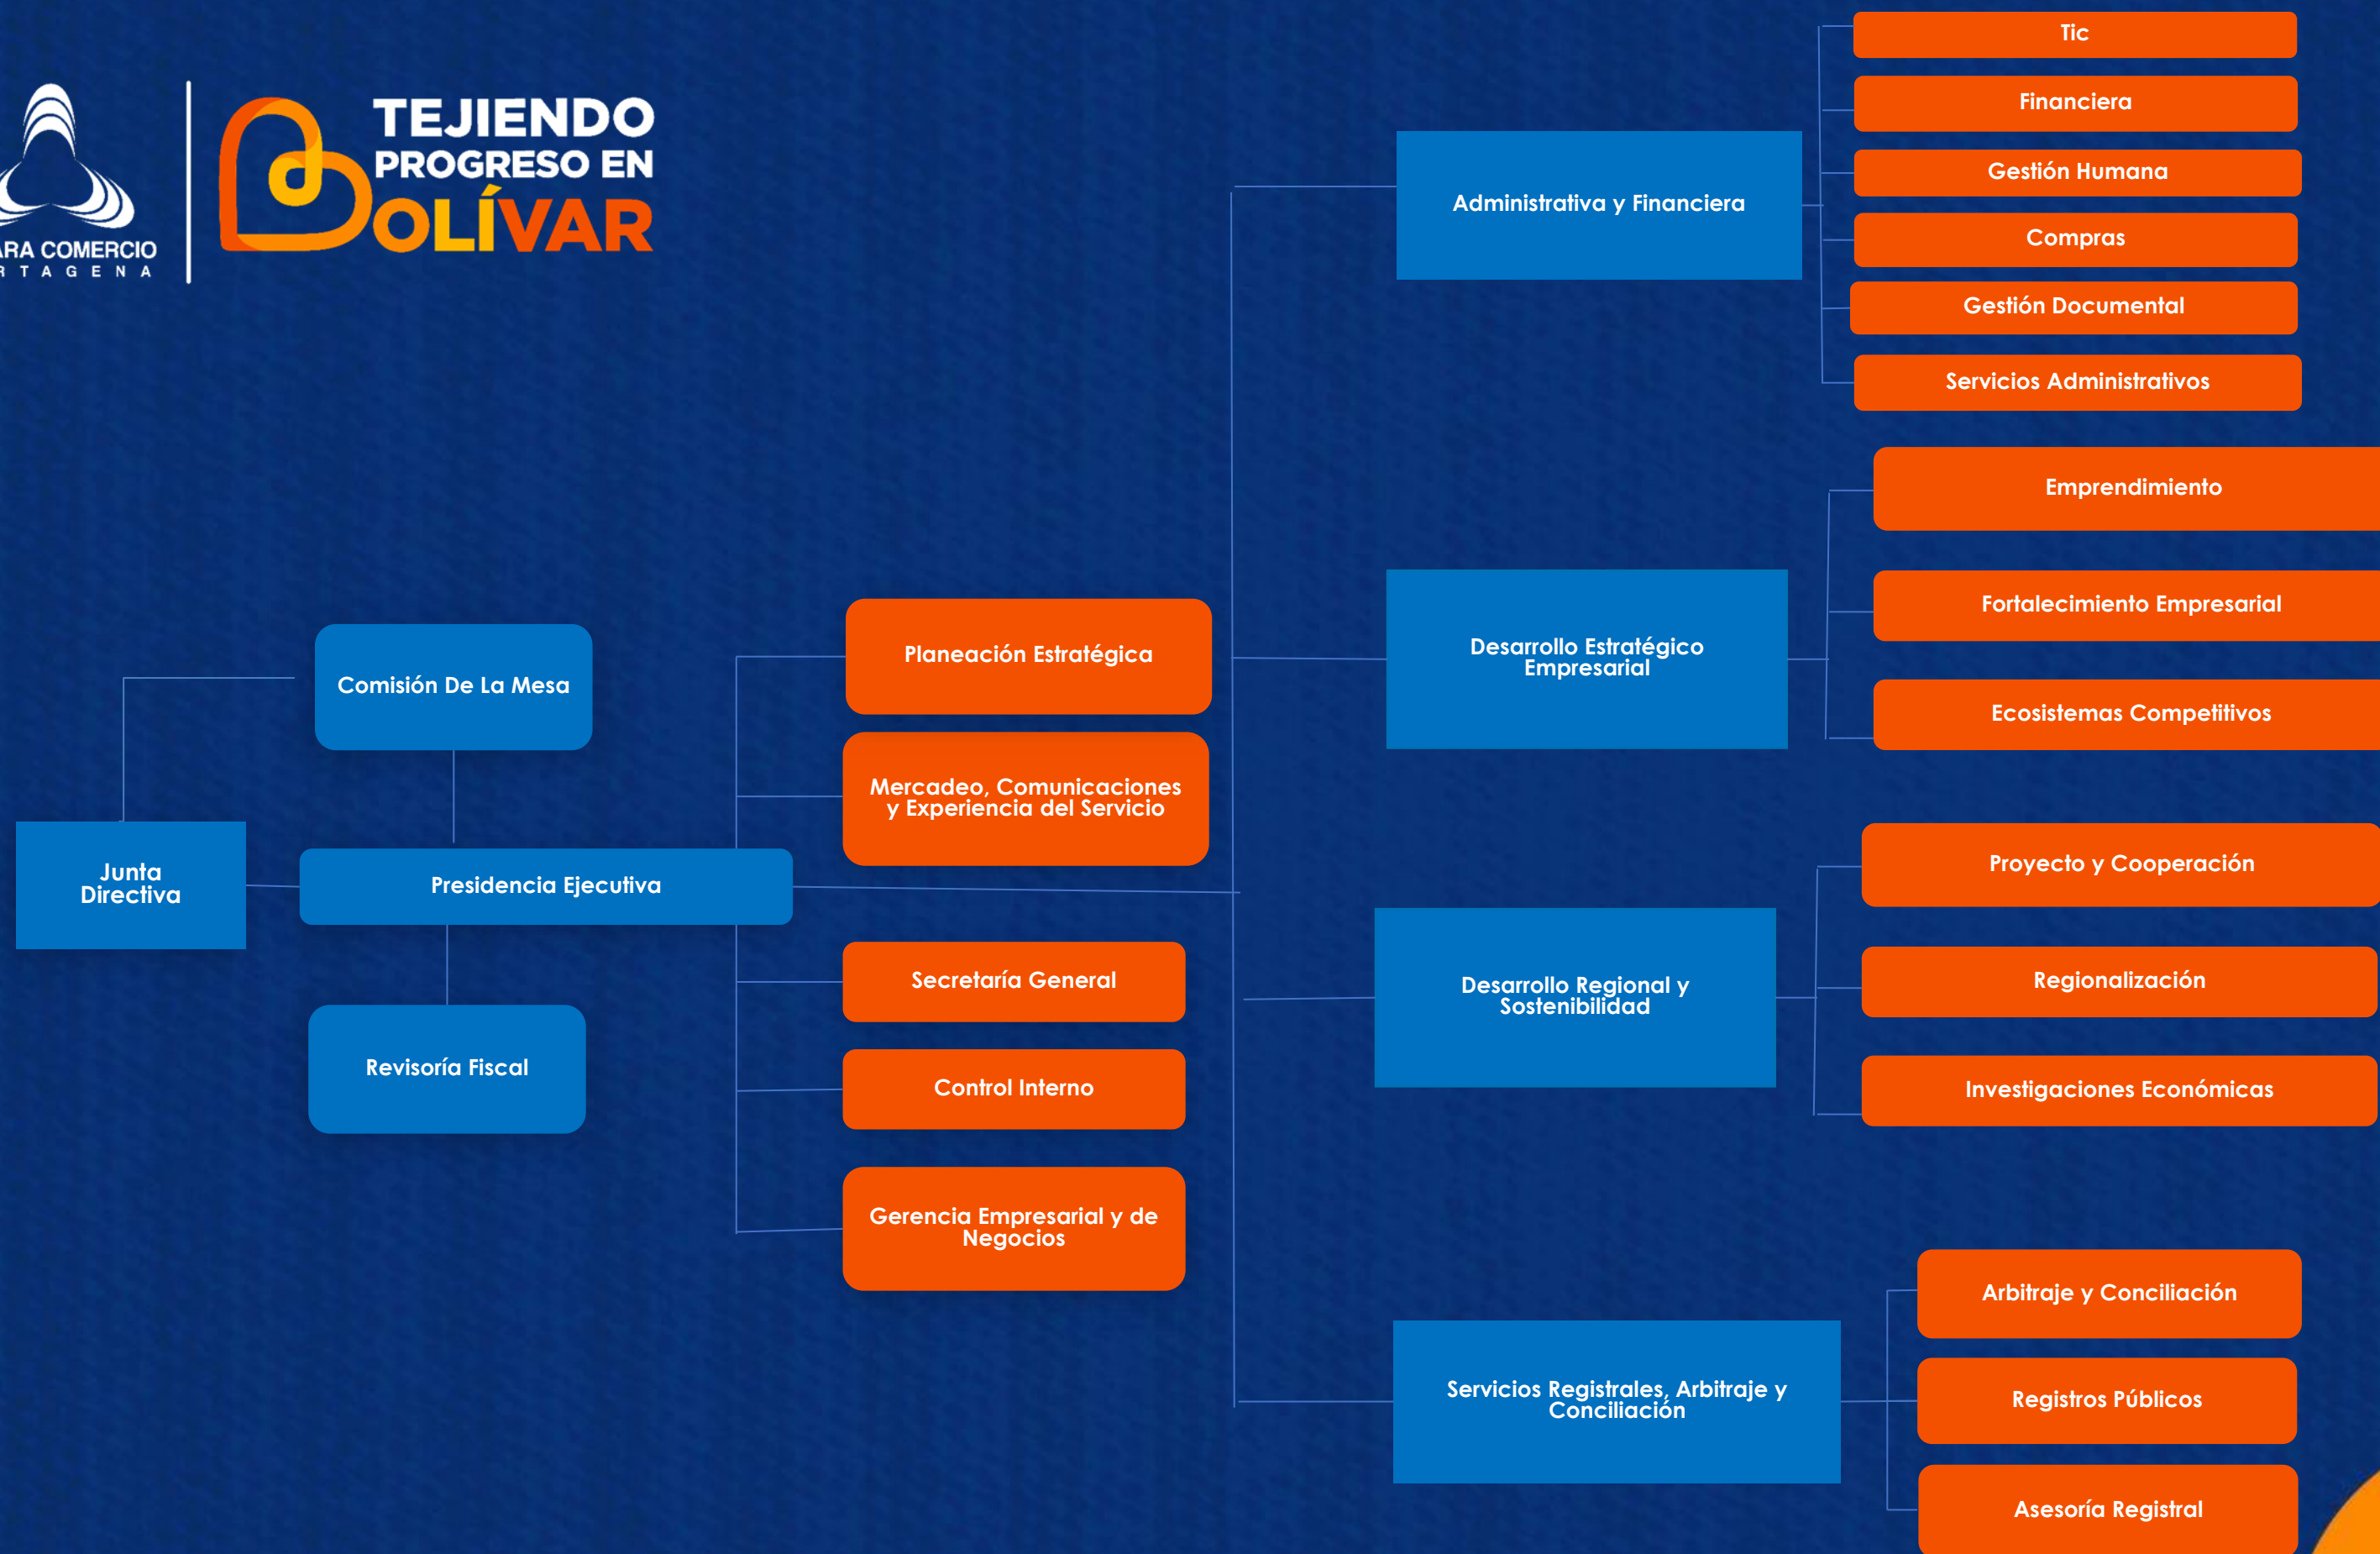 COMERCIO
TEJIENDO
PROGRESO EN
BOLÍVAR
Junta
Directiva
Comisión De La Mesa
Presidencia Ejecutiva
Revisoría Fiscal
Planeación Estratégica
Mercadeo, Comunicaciones
y Experiencia del Servicio
Secretaría General
Control Interno
Gerencia Empresarial y de
Negocios
Administrativa y Financiera
Tic
Financiera
Gestión Humana
Compras
Gestión Documental
Servicios Administrativos
Desarrollo Estratégico
Empresarial
Emprendimiento
Fortalecimiento Empresarial
Ecosistemas Competitivos
Desarrollo Regional y
Sostenibilidad
Proyecto y Cooperación
Regionalización
Investigaciones Económicas
Servicios Registrales, Arbitraje y
Conciliación
Arbitraje y Conciliación
Registros Públicos
Asesoría Registral